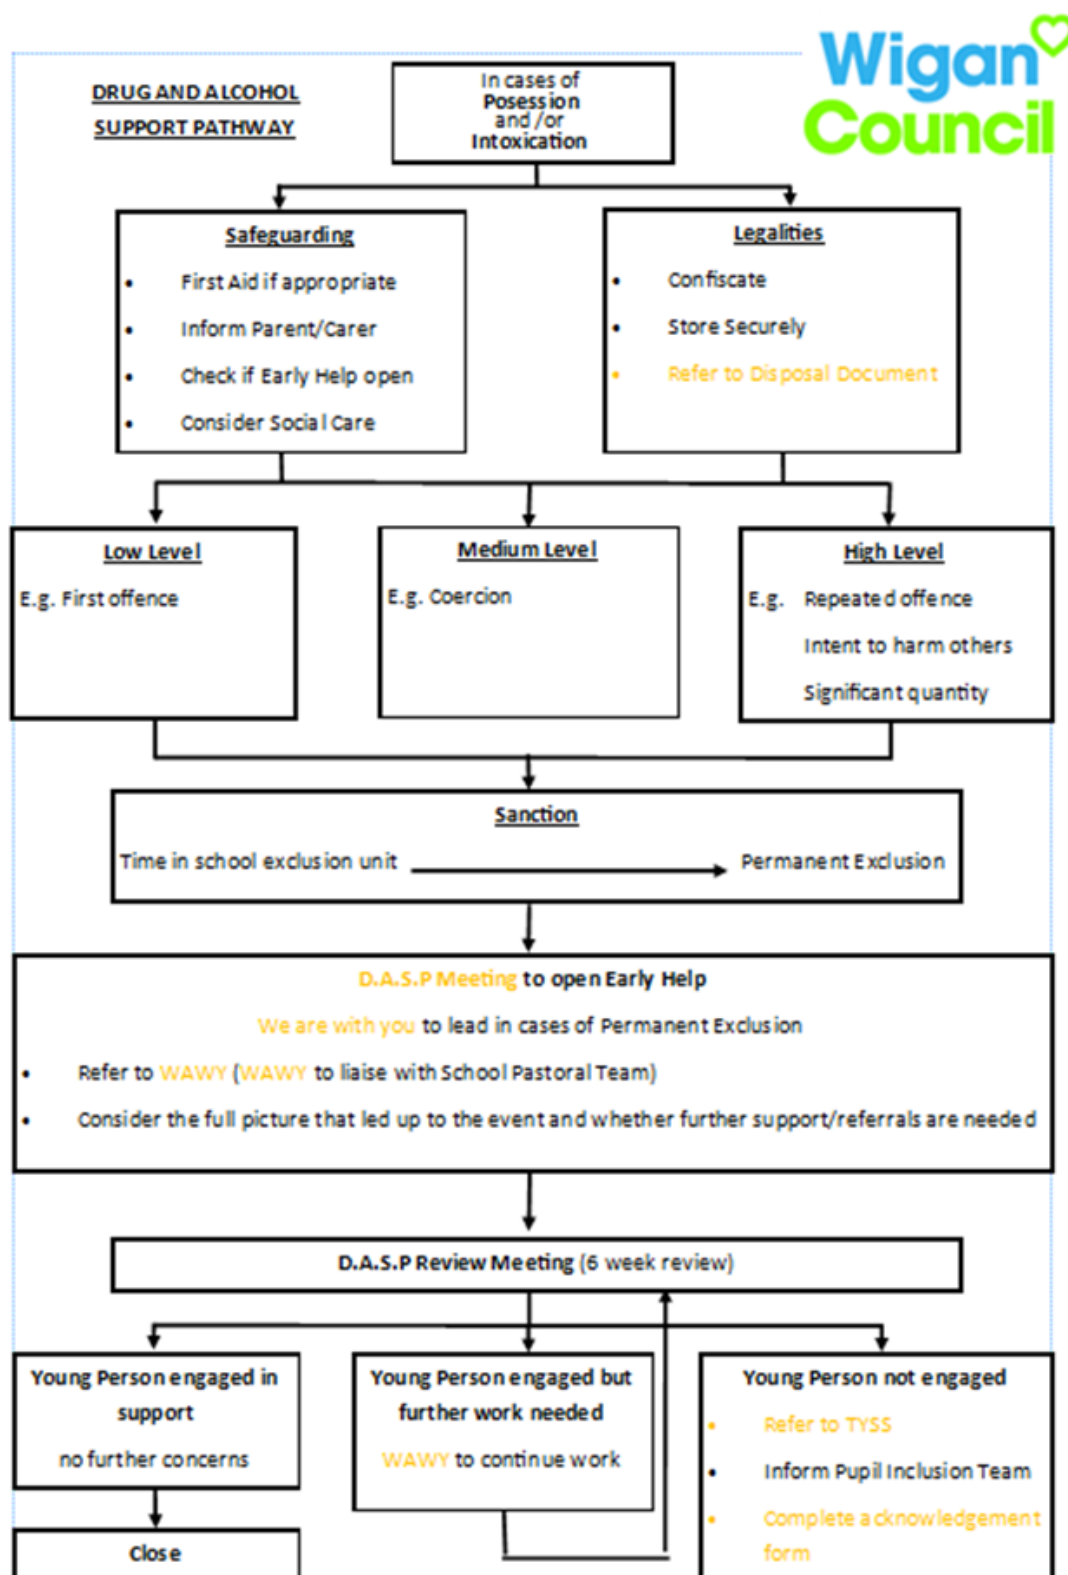 Wigan
Council
DRUG AND ALCOHOL
SUPPORT PATHWAY
In cases of
Posession
and /or
Intoxication
Safeguarding
• First Aid if appropriate
• Inform Parent/Carer
• Check if Early Help open
• Consider Social Care
Legalities
• Confiscate
• Store Securely
• Refer to Disposal Document
Low Level
E.g. First offence
Medium Level
E.g. Coercion
High Level
E.g. Repeated offence
Intent to harm others
Significant quantity
Sanction
Time in school exclusion unit
Permanent Exclusion
D.A.S.P Meeting to open Early Help
We are with you to lead in cases of Permanent Exclusion
• Refer to WAWY (WAWY to liaise with School Pastoral Team)
• Consider the full picture that led up to the event and whether further support/referrals are needed
D.A.S.P Review Meeting (6 week review)
Young Person engaged in
support
no further concerns
Close
Young Person engaged but
further work needed
WAWY to continue work
Young Person not engaged
• Refer to TYSS
• Inform Pupil Inclusion Team
• Complete acknowledgement
form